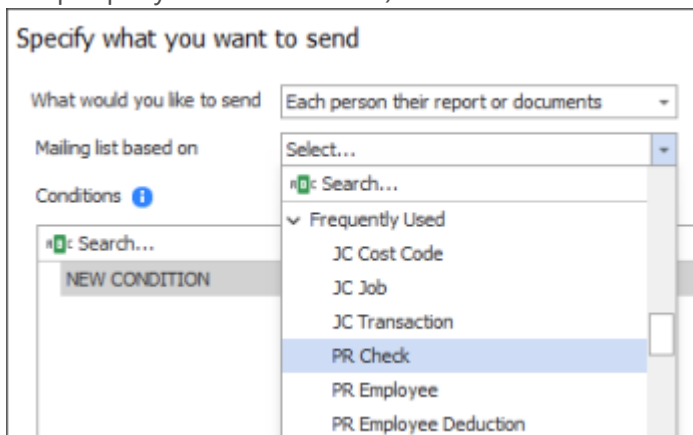 Specify what you want to send
What would you like to send Each person their report or documents
Mailing list based on Select...
Search...
Conditions
Frequently Used
Search...
JC Cost Code
NEW CONDITION
JC Job
JC Transaction
PR Check
PR Employee
PR Employee Deduction